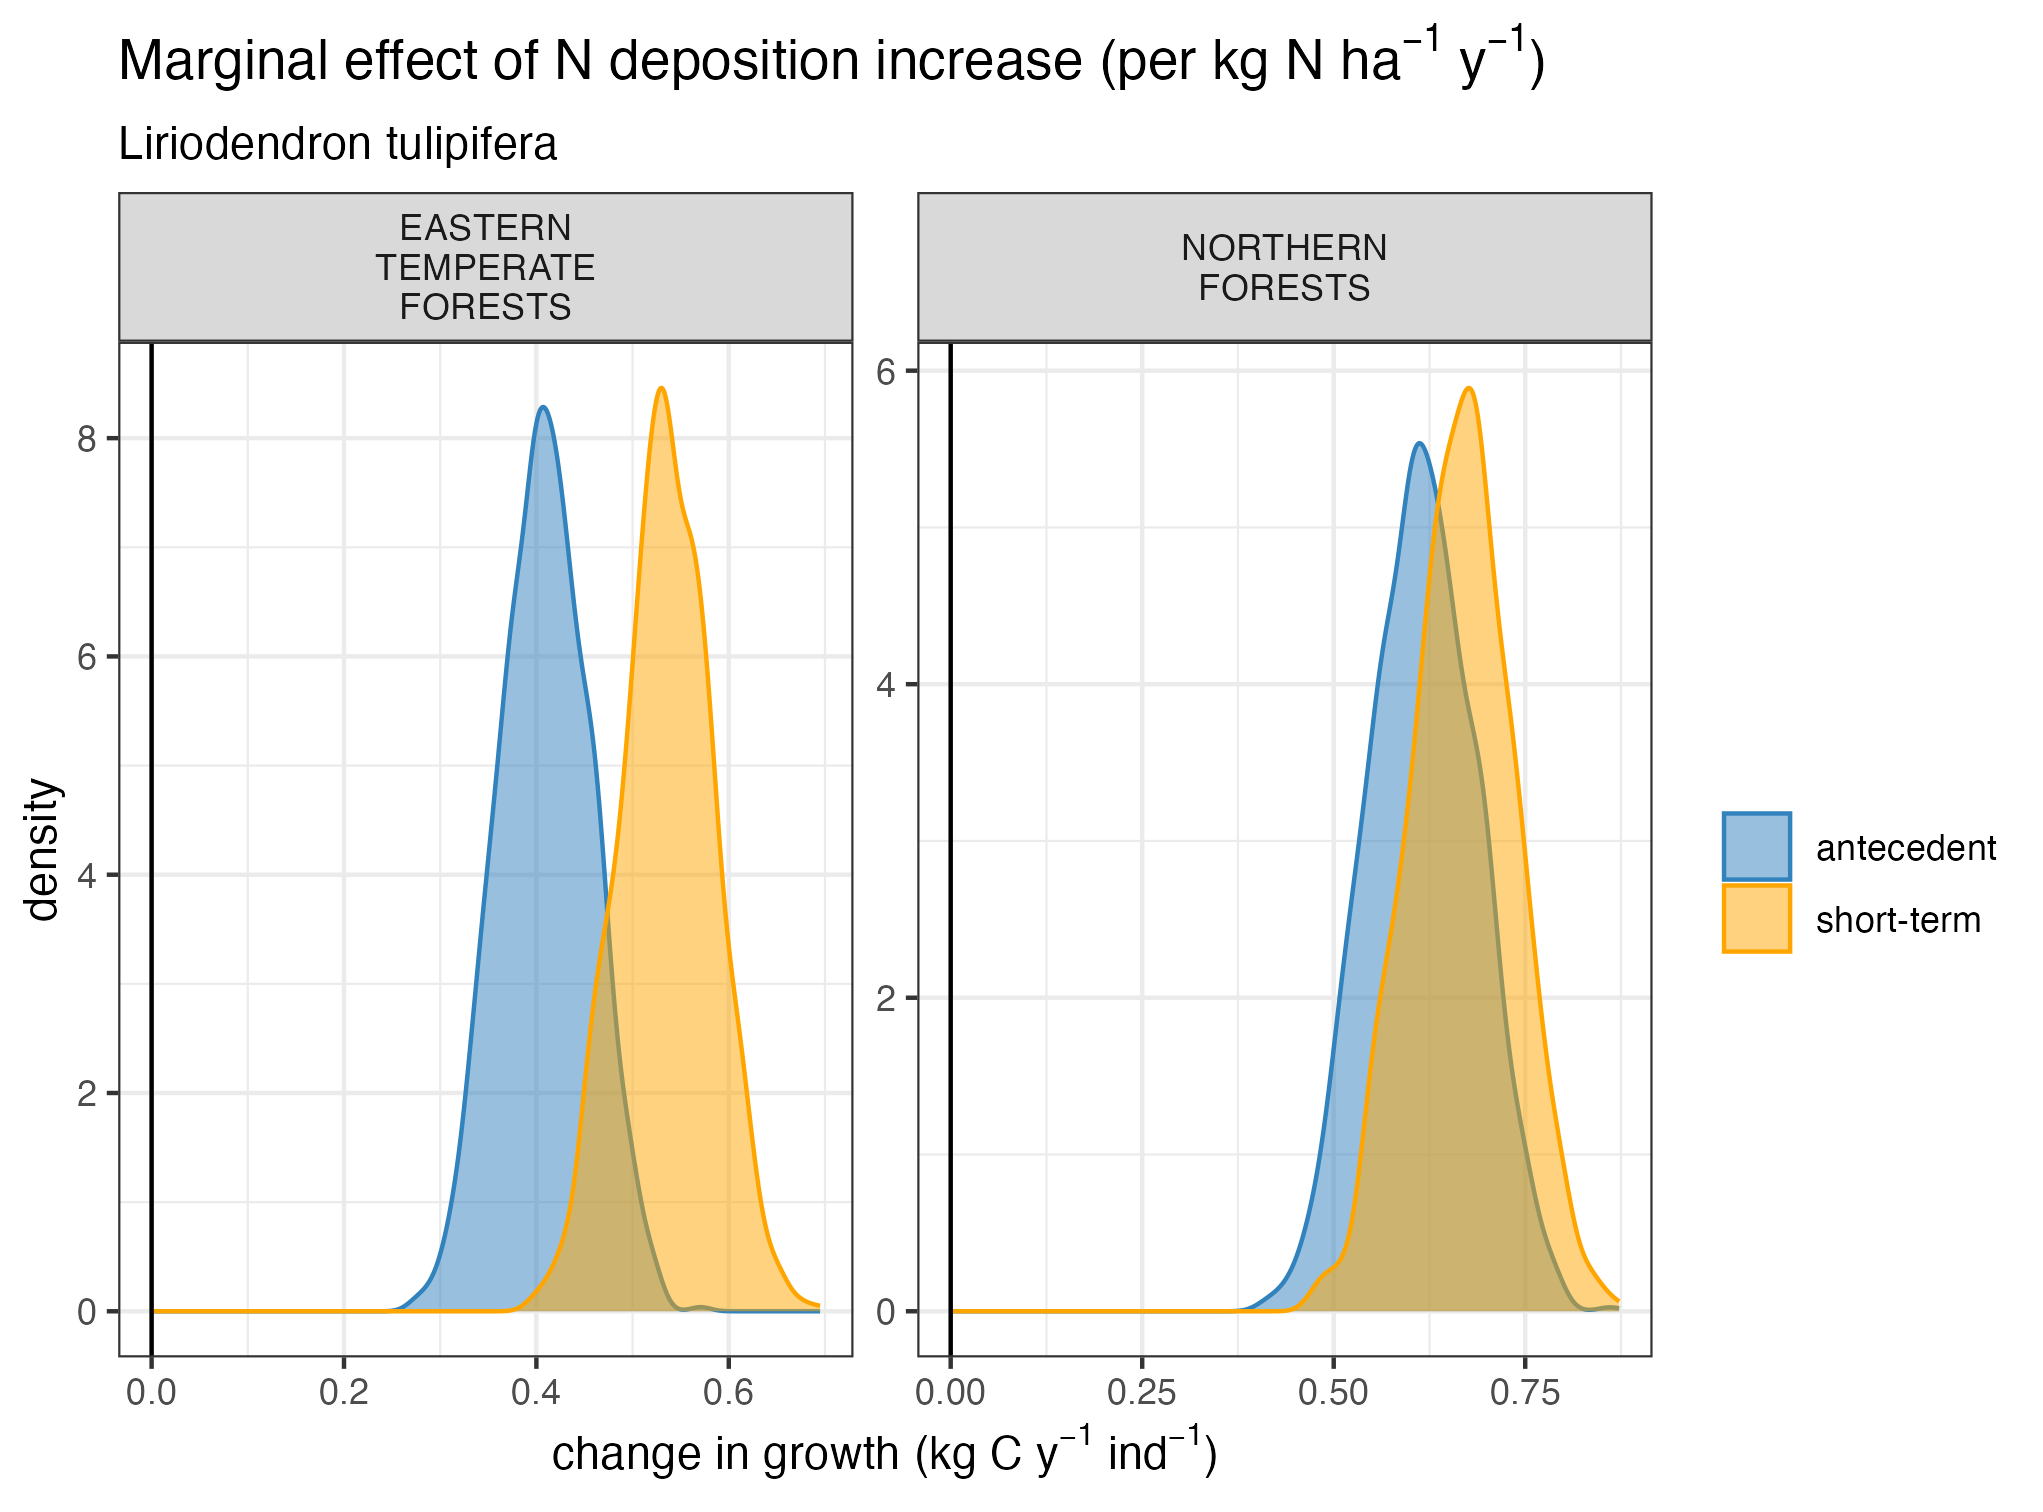 Marginal effect of N deposition increase (per kg N ha⁻¹ y⁻¹)
Liriodendron tulipifera
EASTERN
TEMPERATE
FORESTS
NORTHERN
FORESTS
density
8
6
4
2
0
6
4
2
0
0.0 0.2 0.4 0.6
0.00 0.25 0.50 0.75
change in growth (kg C y⁻¹ ind⁻¹)
antecedent
short-term